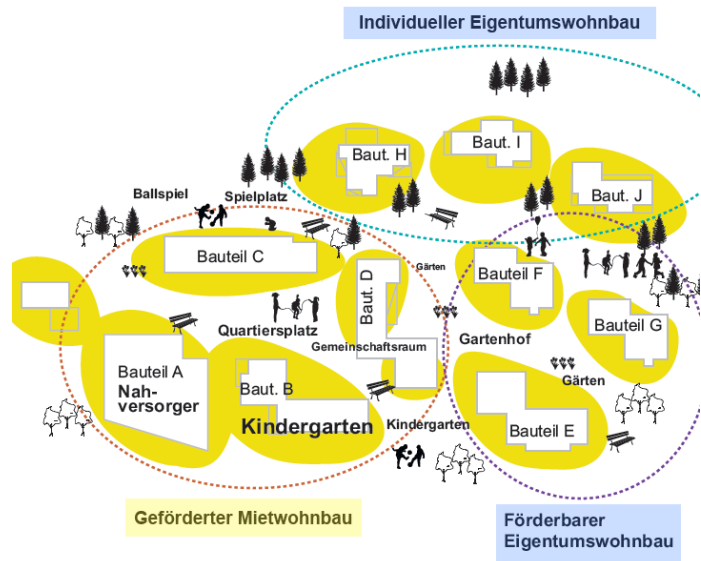 Individueller Eigentumswohnbau
Baut. I
Baut. H
Baut. J
Ballspiel
Spielplatz
Bauteil C
Baut. D
Gärten
Bauteil F
Quartiersplatz
Gemeinschaftsraum
Gartenhof
Bauteil G
Bauteil A
Nah-
versorger
Baut. B
Gärten
Kindergarten
Kindergarten
Bauteil E
Geförderter Mietwohnbau
Förderbarer
Eigentumswohnbau